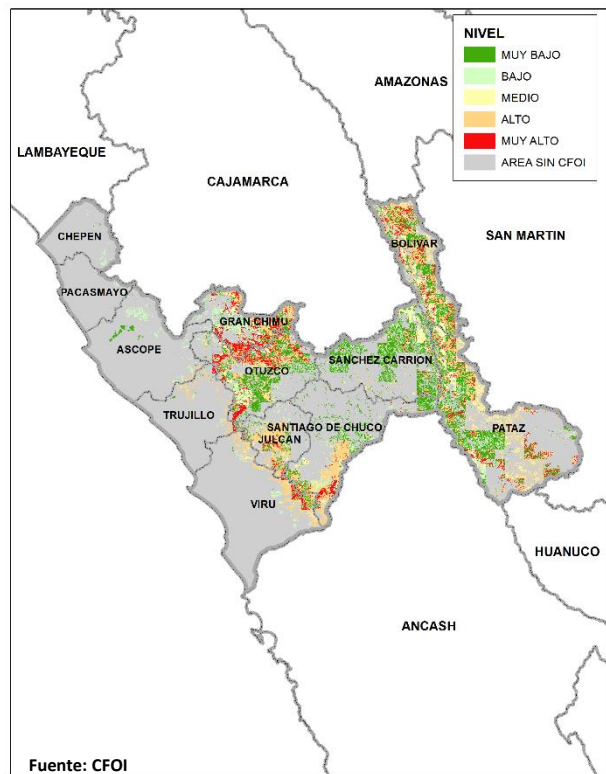 NIVEL
MUY BAJO
BAJO
MEDIO
ALTO
MUY ALTO
AREA SIN CFOI
AMAZONAS
LAMBAYEQUE
CAJAMARCA
SAN MARTIN
BOLIVAR
CHEPEN
PACASMAYO
GRAN CHIMU
ASCOPE
SANCHEZ CARRION
OTUZCO
TRUJILLO
SANTIAGO DE CHUCO
PATAZ
JULCAN
VIRU
HUANUCO
ANCASH
Fuente: CFOI